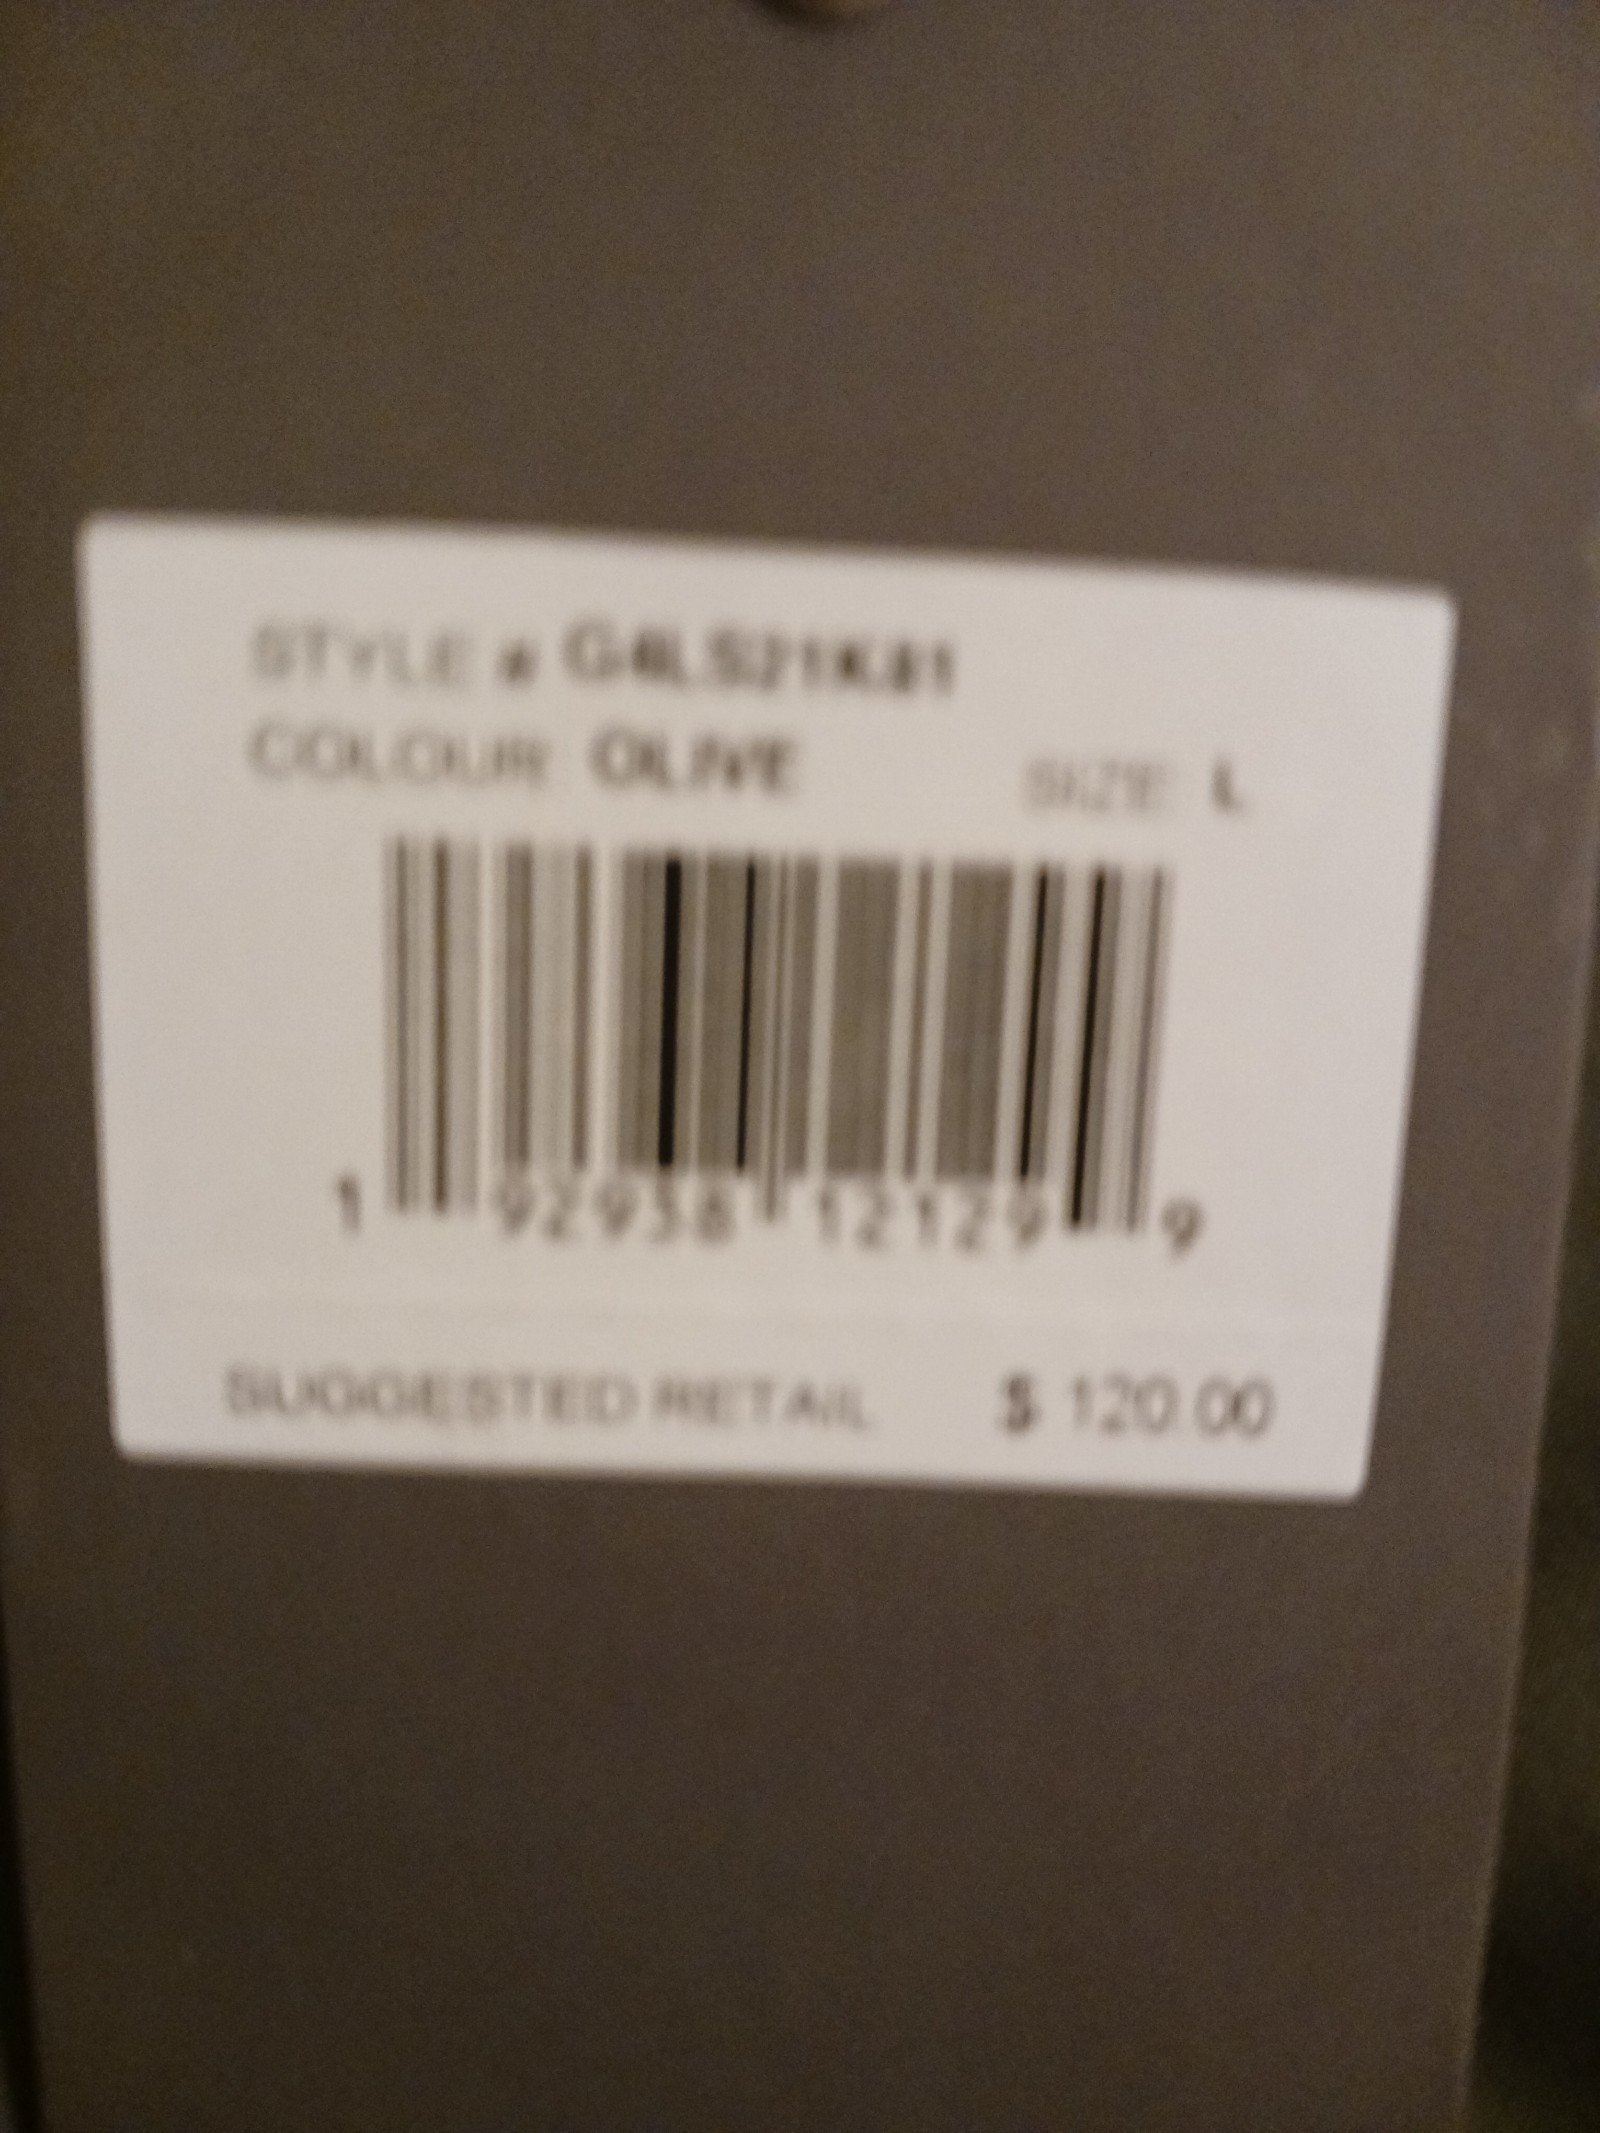 STYLE #
COLOUR OLIVE SIZE L
1 92938 12129 9
SUGGESTED RETAIL $ 120.00